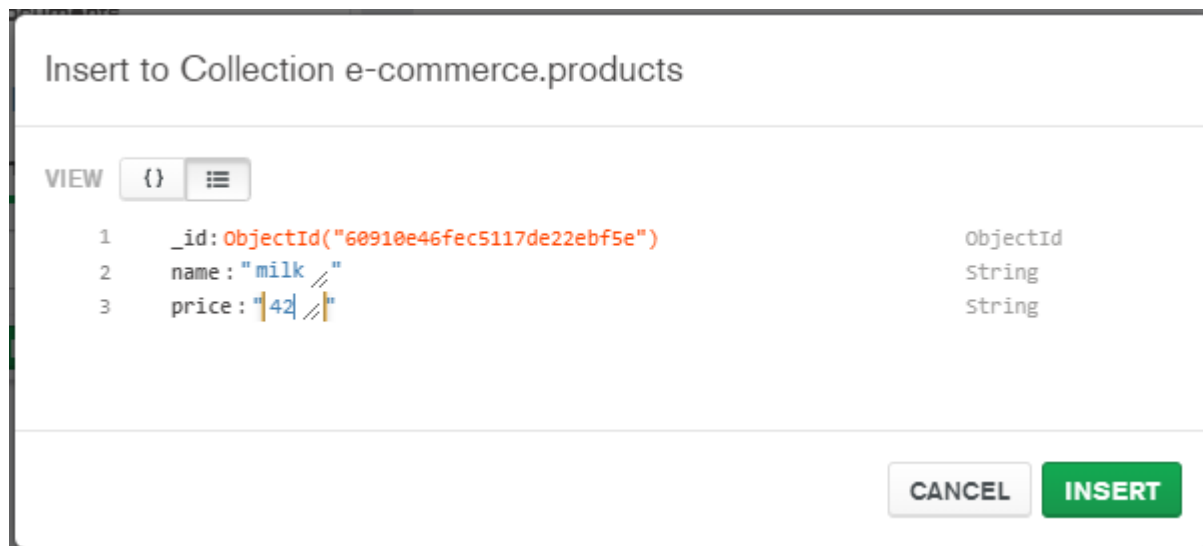 Insert to Collection e-commerce.products
VIEW {}
1 _id: ObjectId("60910e46fec5117de22ebf5e") ObjectId
2 name : "milk" String
3 price : "42" String
CANCEL INSERT